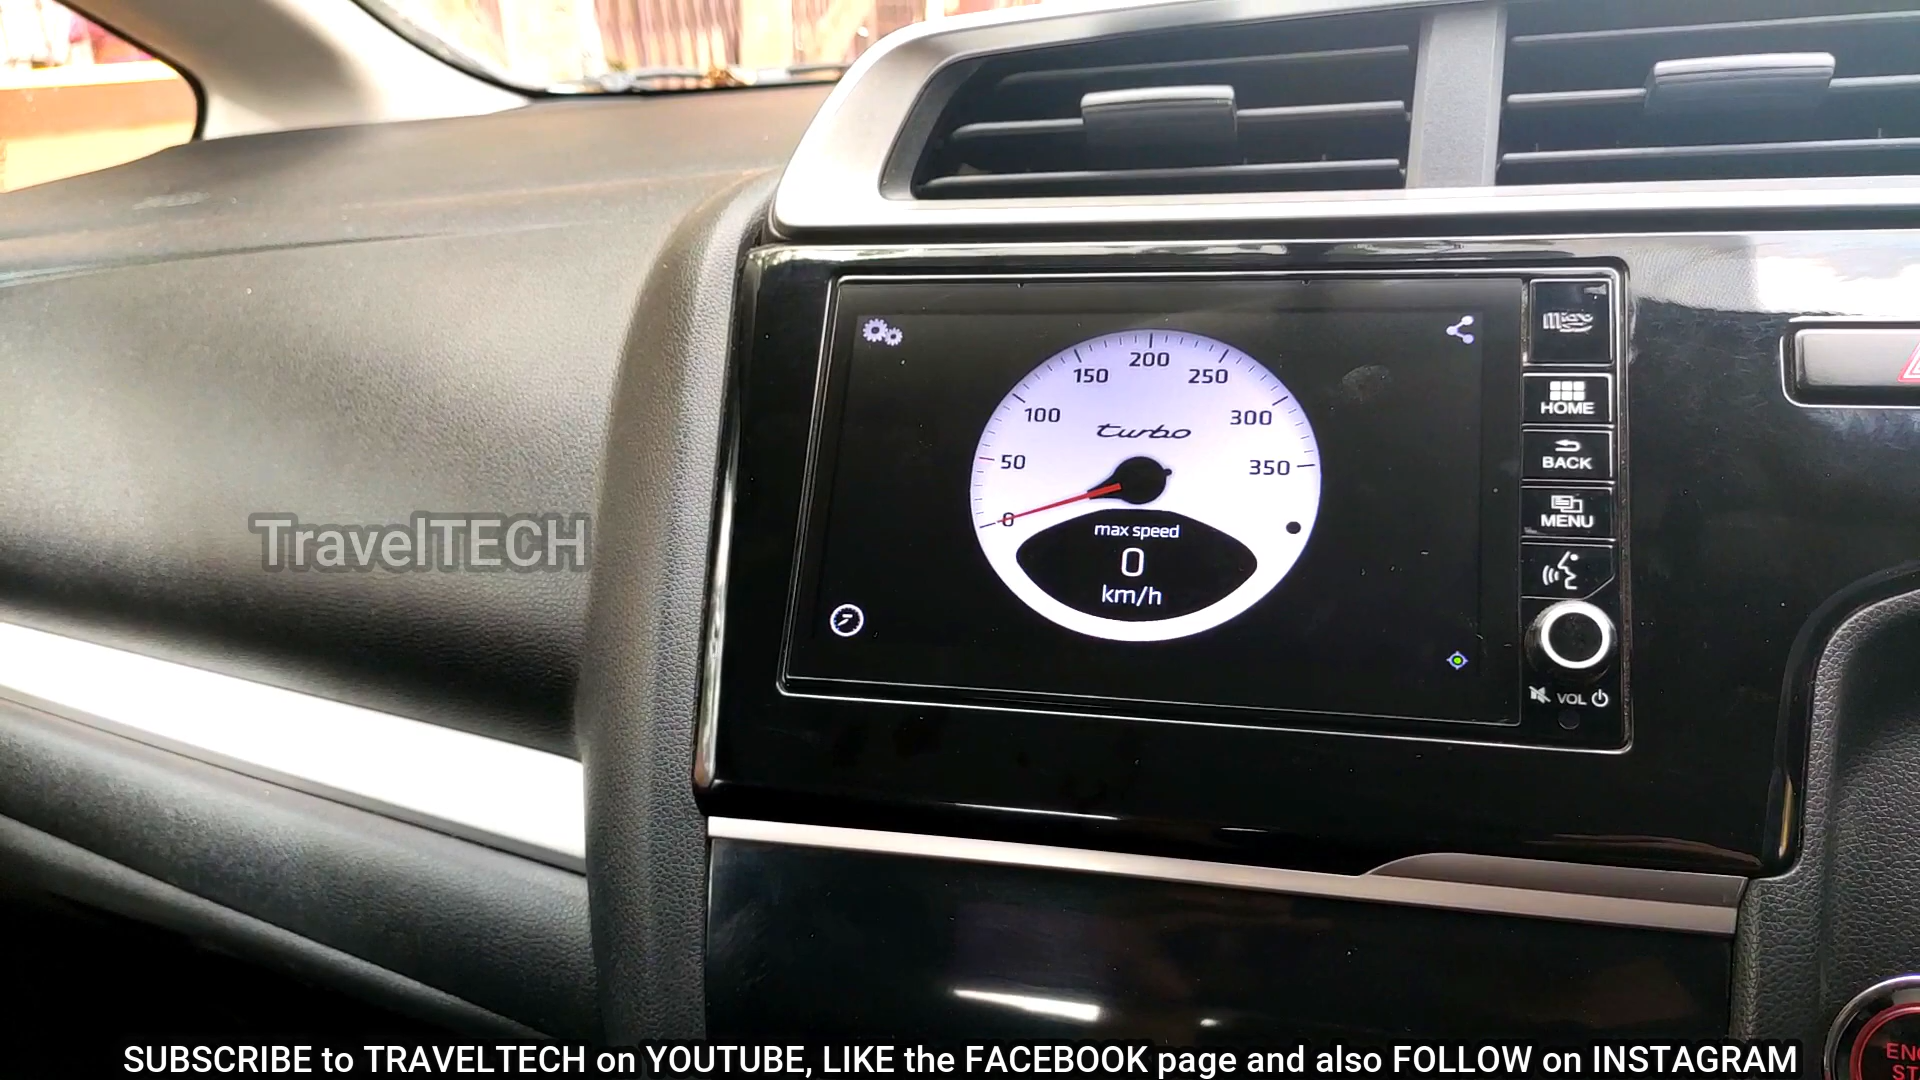 micro
HOME
BACK
MENU
VOL
200
150
250
100
300
turbo
50
350
0
max speed
0
km/h
TravelTECH
SUBSCRIBE to TRAVELTECH on YOUTUBE, LIKE the FACEBOOK page and also FOLLOW on INSTAGRAM